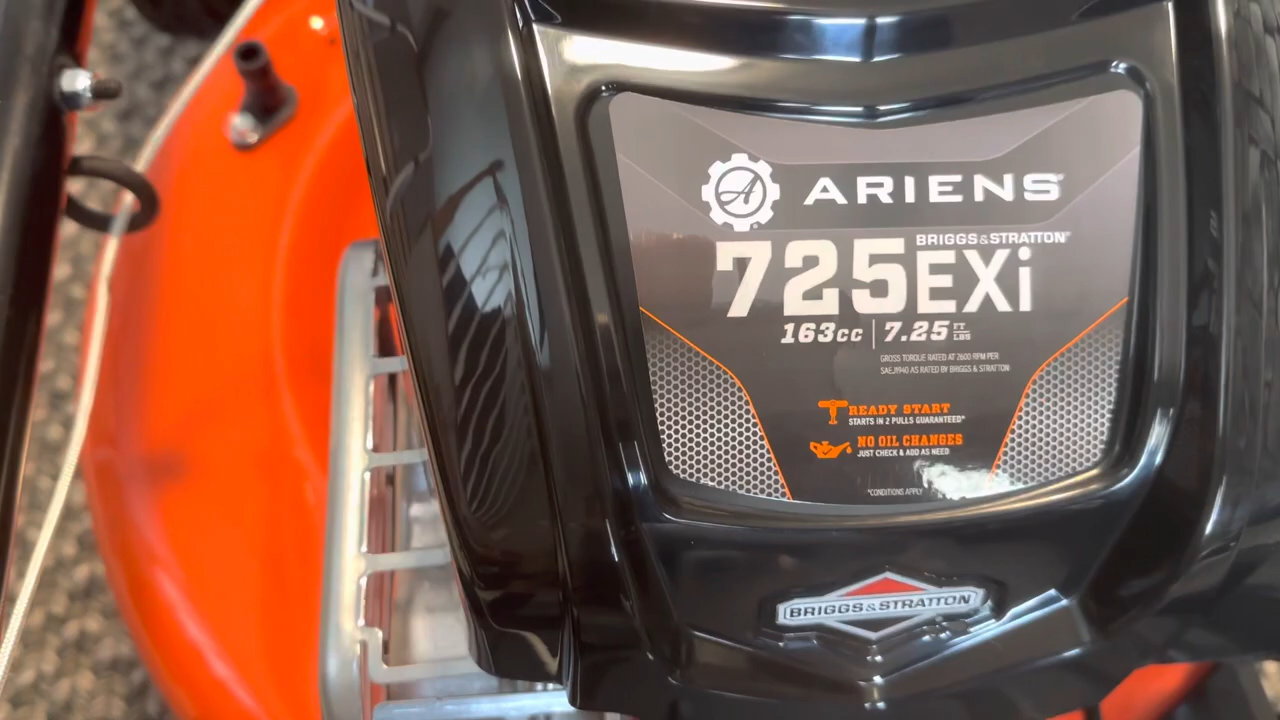 ARIENS
BRIGGS & STRATTON
725EXi
163cc | 7.25 FT LBS
GROSS TORQUE RATED AT 2600 RPM PER
SAEJ1940 AS RATED BY BRIGGS & STRATTON
READY START
STARTS IN 2 PULLS GUARANTEED*
NO OIL CHANGES
JUST CHECK & ADD AS NEED
*CONDITIONS APPLY
BRIGGS & STRATTON